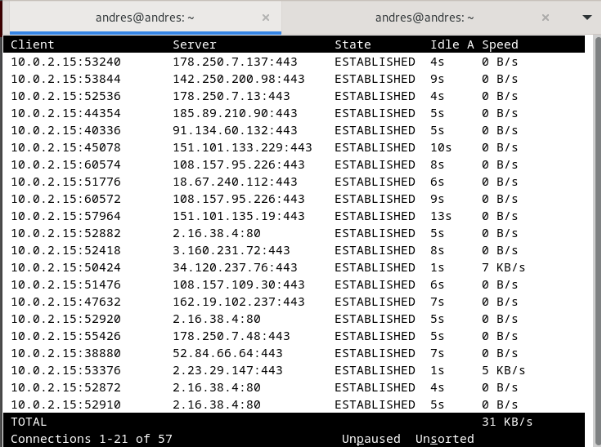 andres@andres: ~ × andres@andres: ~ ×
Client Server State Idle A Speed
10.0.2.15:53240 178.250.7.137:443 ESTABLISHED 4s 0 B/s
10.0.2.15:53844 142.250.200.98:443 ESTABLISHED 9s 0 B/s
10.0.2.15:52536 178.250.7.13:443 ESTABLISHED 4s 0 B/s
10.0.2.15:44354 185.89.210.90:443 ESTABLISHED 5s 0 B/s
10.0.2.15:40336 91.134.60.132:443 ESTABLISHED 5s 0 B/s
10.0.2.15:45078 151.101.133.229:443 ESTABLISHED 10s 0 B/s
10.0.2.15:60574 108.157.95.226:443 ESTABLISHED 8s 0 B/s
10.0.2.15:51776 18.67.240.112:443 ESTABLISHED 6s 0 B/s
10.0.2.15:60572 108.157.95.226:443 ESTABLISHED 9s 0 B/s
10.0.2.15:57964 151.101.135.19:443 ESTABLISHED 13s 0 B/s
10.0.2.15:52882 2.16.38.4:80 ESTABLISHED 5s 0 B/s
10.0.2.15:52418 3.160.231.72:443 ESTABLISHED 8s 0 B/s
10.0.2.15:50424 34.120.237.76:443 ESTABLISHED 1s 7 KB/s
10.0.2.15:51476 108.157.109.30:443 ESTABLISHED 6s 0 B/s
10.0.2.15:47632 162.19.102.237:443 ESTABLISHED 7s 0 B/s
10.0.2.15:52920 2.16.38.4:80 ESTABLISHED 5s 0 B/s
10.0.2.15:55426 178.250.7.48:443 ESTABLISHED 5s 0 B/s
10.0.2.15:38880 52.84.66.64:443 ESTABLISHED 7s 0 B/s
10.0.2.15:53376 2.23.29.147:443 ESTABLISHED 1s 5 KB/s
10.0.2.15:52872 2.16.38.4:80 ESTABLISHED 4s 0 B/s
10.0.2.15:52910 2.16.38.4:80 ESTABLISHED 5s 0 B/s
TOTAL 31 KB/s
Connections 1-21 of 57 Unpaused Unsorted